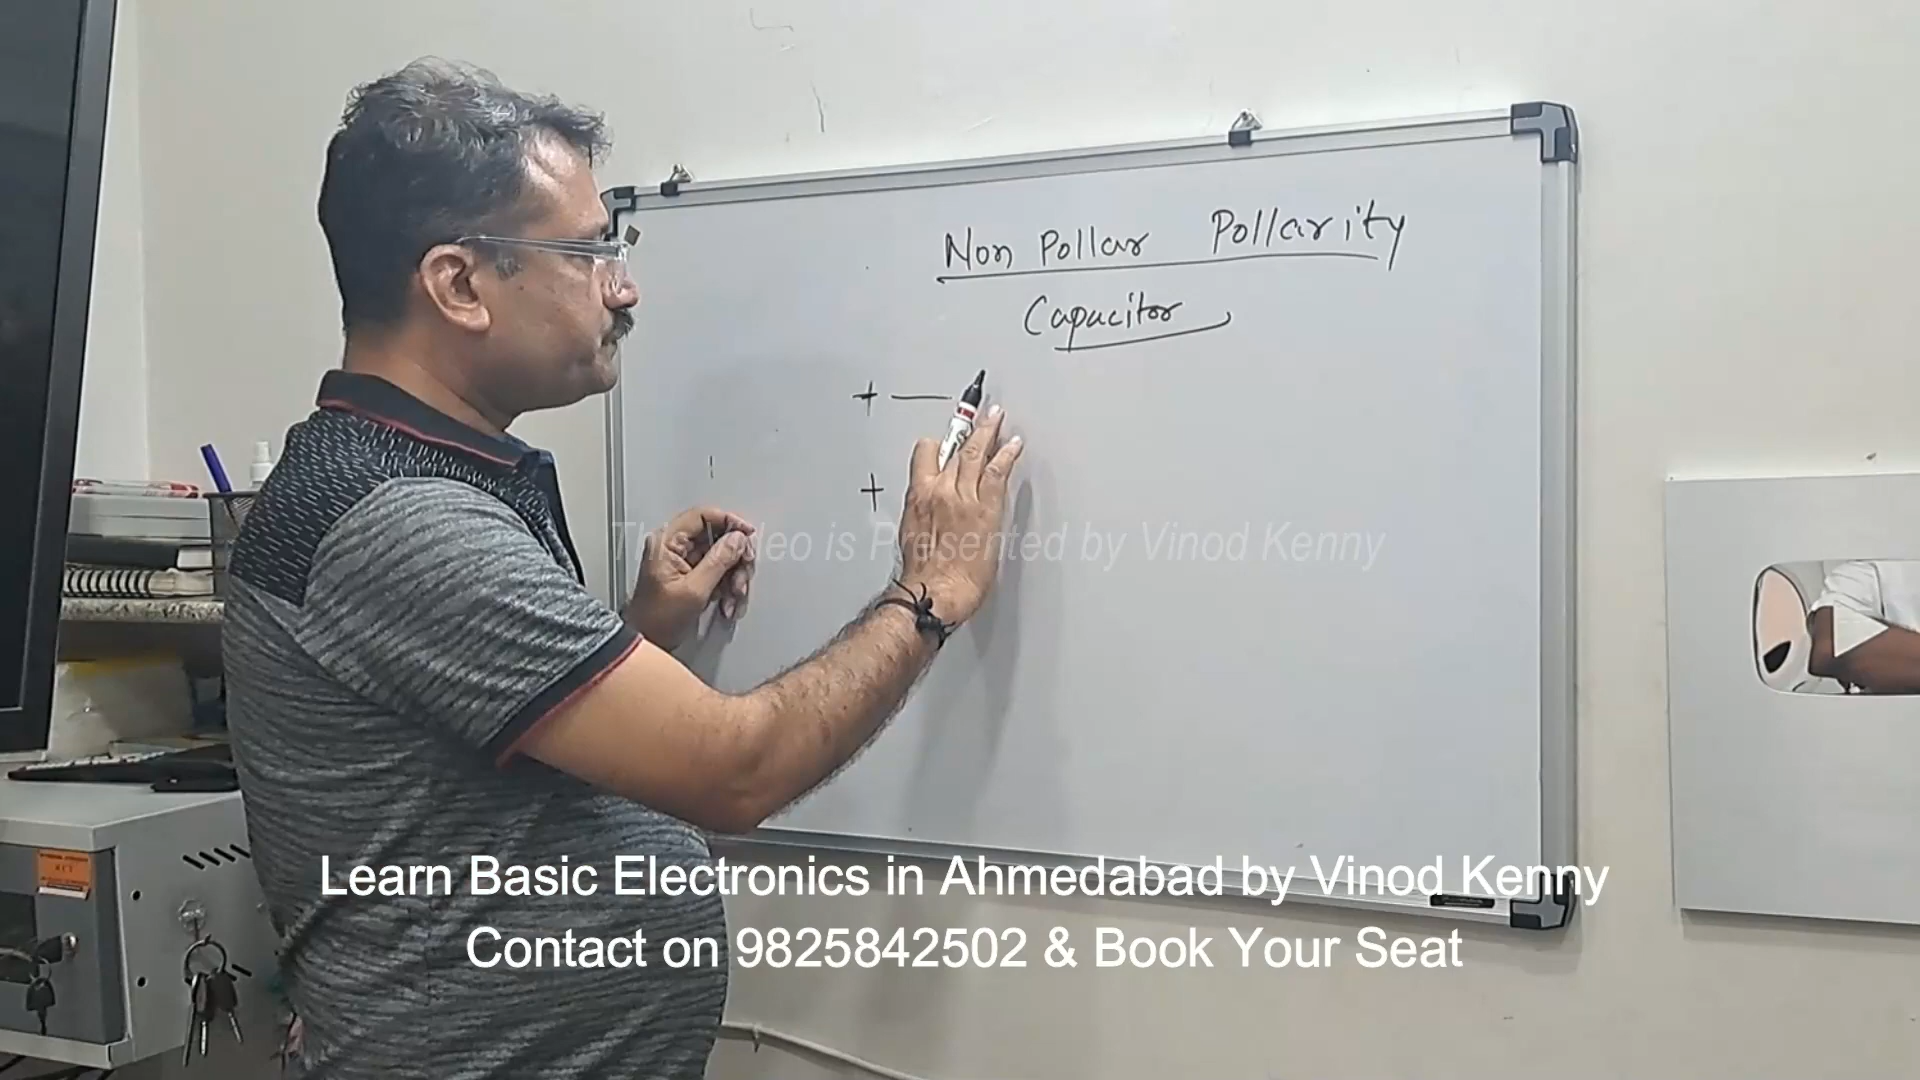 Non Pollar Pollarity
Capacitor
+ —
+
This Video is Presented by Vinod Kenny
Learn Basic Electronics in Ahmedabad by Vinod Kenny
Contact on 9825842502 & Book Your Seat